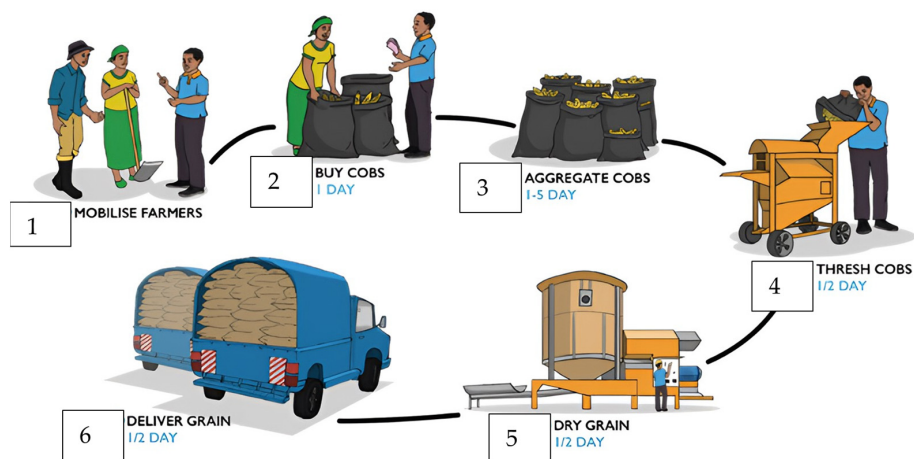 1
MOBILISE FARMERS
2
BUY COBS
1 DAY
3
AGGREGATE COBS
1-5 DAY
4
THRESH COBS
1/2 DAY
5
DRY GRAIN
1/2 DAY
6
DELIVER GRAIN
1/2 DAY